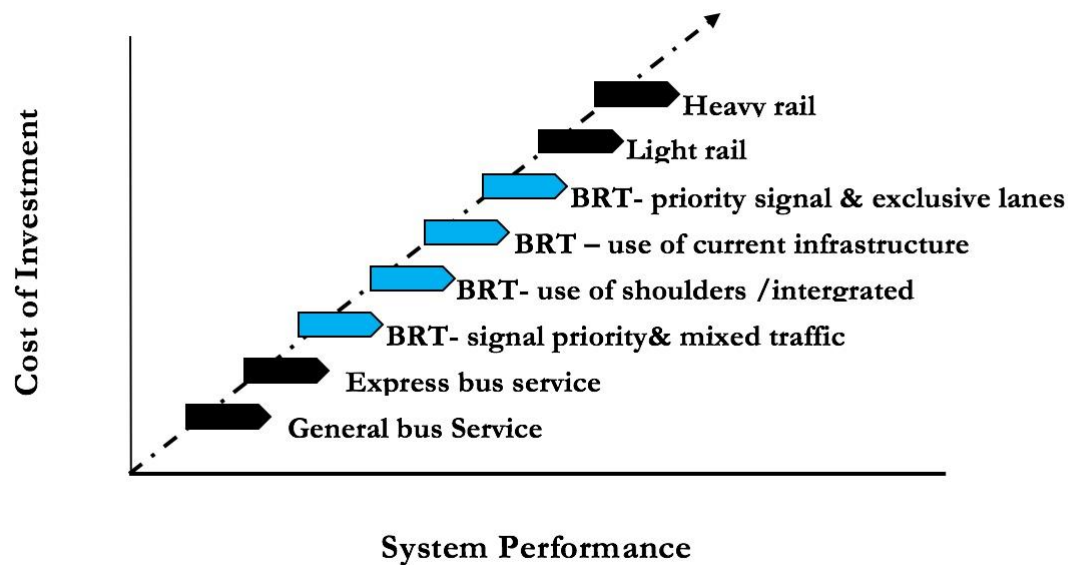 Cost of Investment
Heavy rail
Light rail
BRT- priority signal & exclusive lanes
BRT – use of current infrastructure
BRT- use of shoulders /intergrated
BRT- signal priority& mixed traffic
Express bus service
General bus Service
System Performance